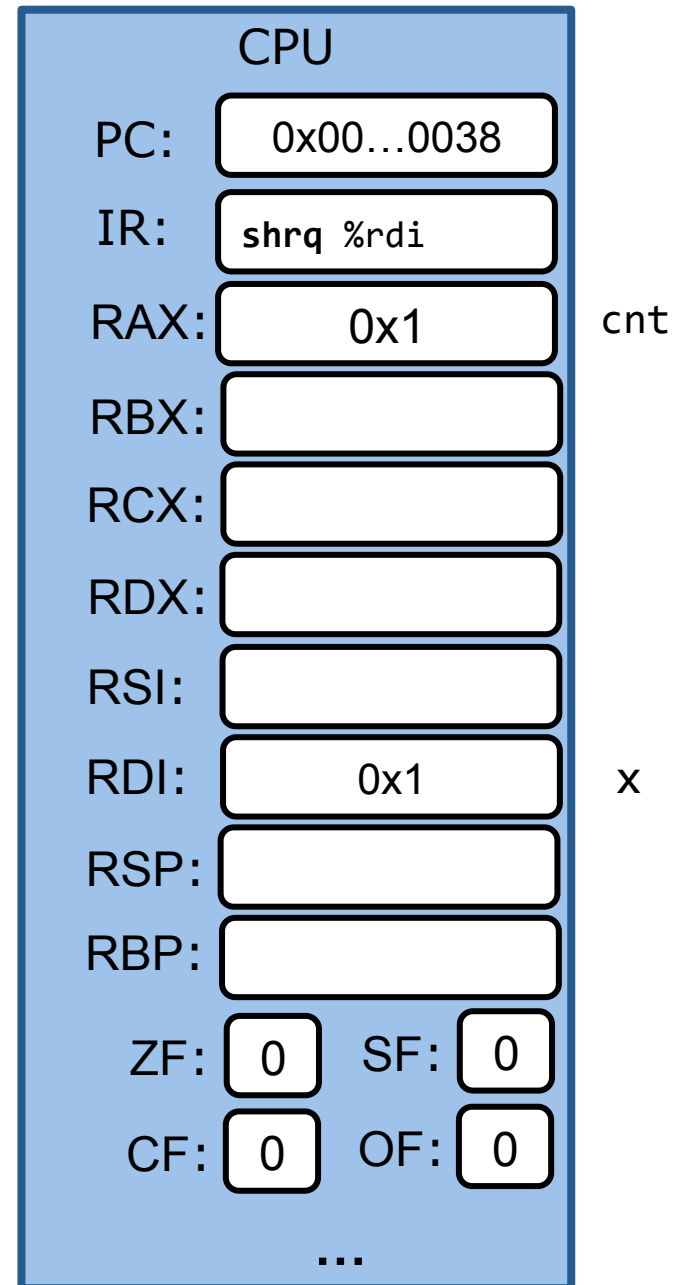 CPU
PC: 0x00...0038
IR: shrq %rdi
RAX: 0x1 cnt
RBX:
RCX:
RDX:
RSI:
RDI: 0x1 x
RSP:
RBP:
ZF: 0 SF: 0
CF: 0 OF: 0
...